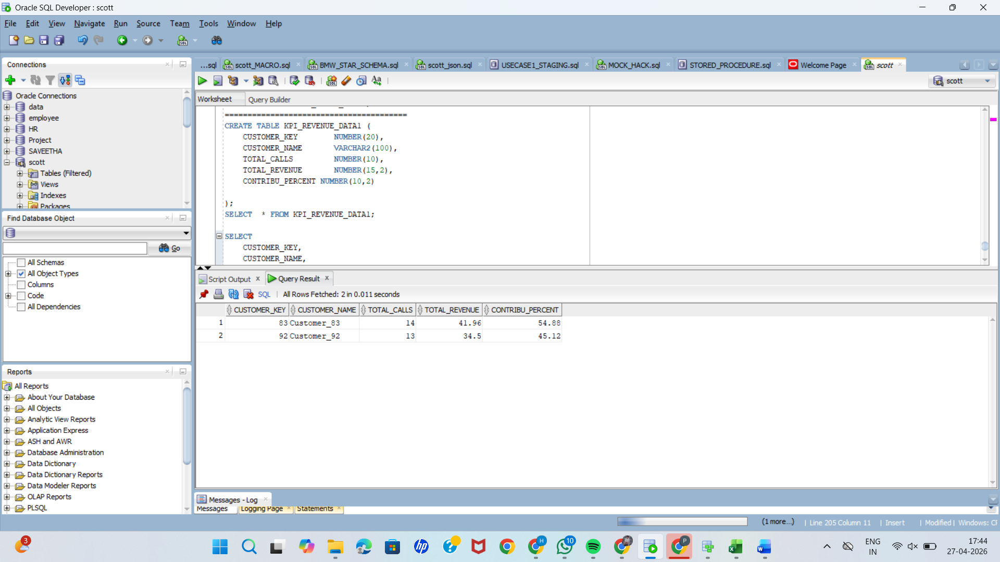 Oracle SQL Developer : scott
File Edit View Navigate Run Source Team Tools Window Help
Connections
Oracle Connections
data
employee
HR
Project
SAVEETHA
scott
Tables (Filtered)
Views
Indexes
Packages
Find Database Object
Go
All Schemas
All Object Types
Columns
Code
All Dependencies
Reports
All Reports
About Your Database
All Objects
Analytic View Reports
Application Express
ASH and AWR
Database Administration
Data Dictionary
Data Dictionary Reports
Data Modeler Reports
OLAP Reports
PLSQL
...sql scott_MACRO.sql BMW_STAR_SCHEMA.sql scott_json.sql USECASE1_STAGING.sql MOCK_HACK.sql STORED_PROCEDURE.sql Welcome Page scott
scott
Worksheet Query Builder
========================================
CREATE TABLE KPI_REVENUE_DATA1 (
CUSTOMER_KEY NUMBER(20),
CUSTOMER_NAME VARCHAR2(100),
TOTAL_CALLS NUMBER(10),
TOTAL_REVENUE NUMBER(15,2),
CONTRIBU_PERCENT NUMBER(10,2)
);
SELECT * FROM KPI_REVENUE_DATA1;
SELECT
CUSTOMER_KEY,
CUSTOMER_NAME,
Script Output x Query Result x
SQL | All Rows Fetched: 2 in 0.011 seconds
CUSTOMER_KEY CUSTOMER_NAME TOTAL_CALLS TOTAL_REVENUE CONTRIBU_PERCENT
1 83 Customer_83 14 41.96 54.88
2 92 Customer_92 13 34.5 45.12
Messages - Log
Messages Logging Page Statements
(1 more...) | Line 205 Column 11 | Insert | Modified | Windows: CF
3
hp
H
10
P
ENG
IN
17:44
27-04-2026